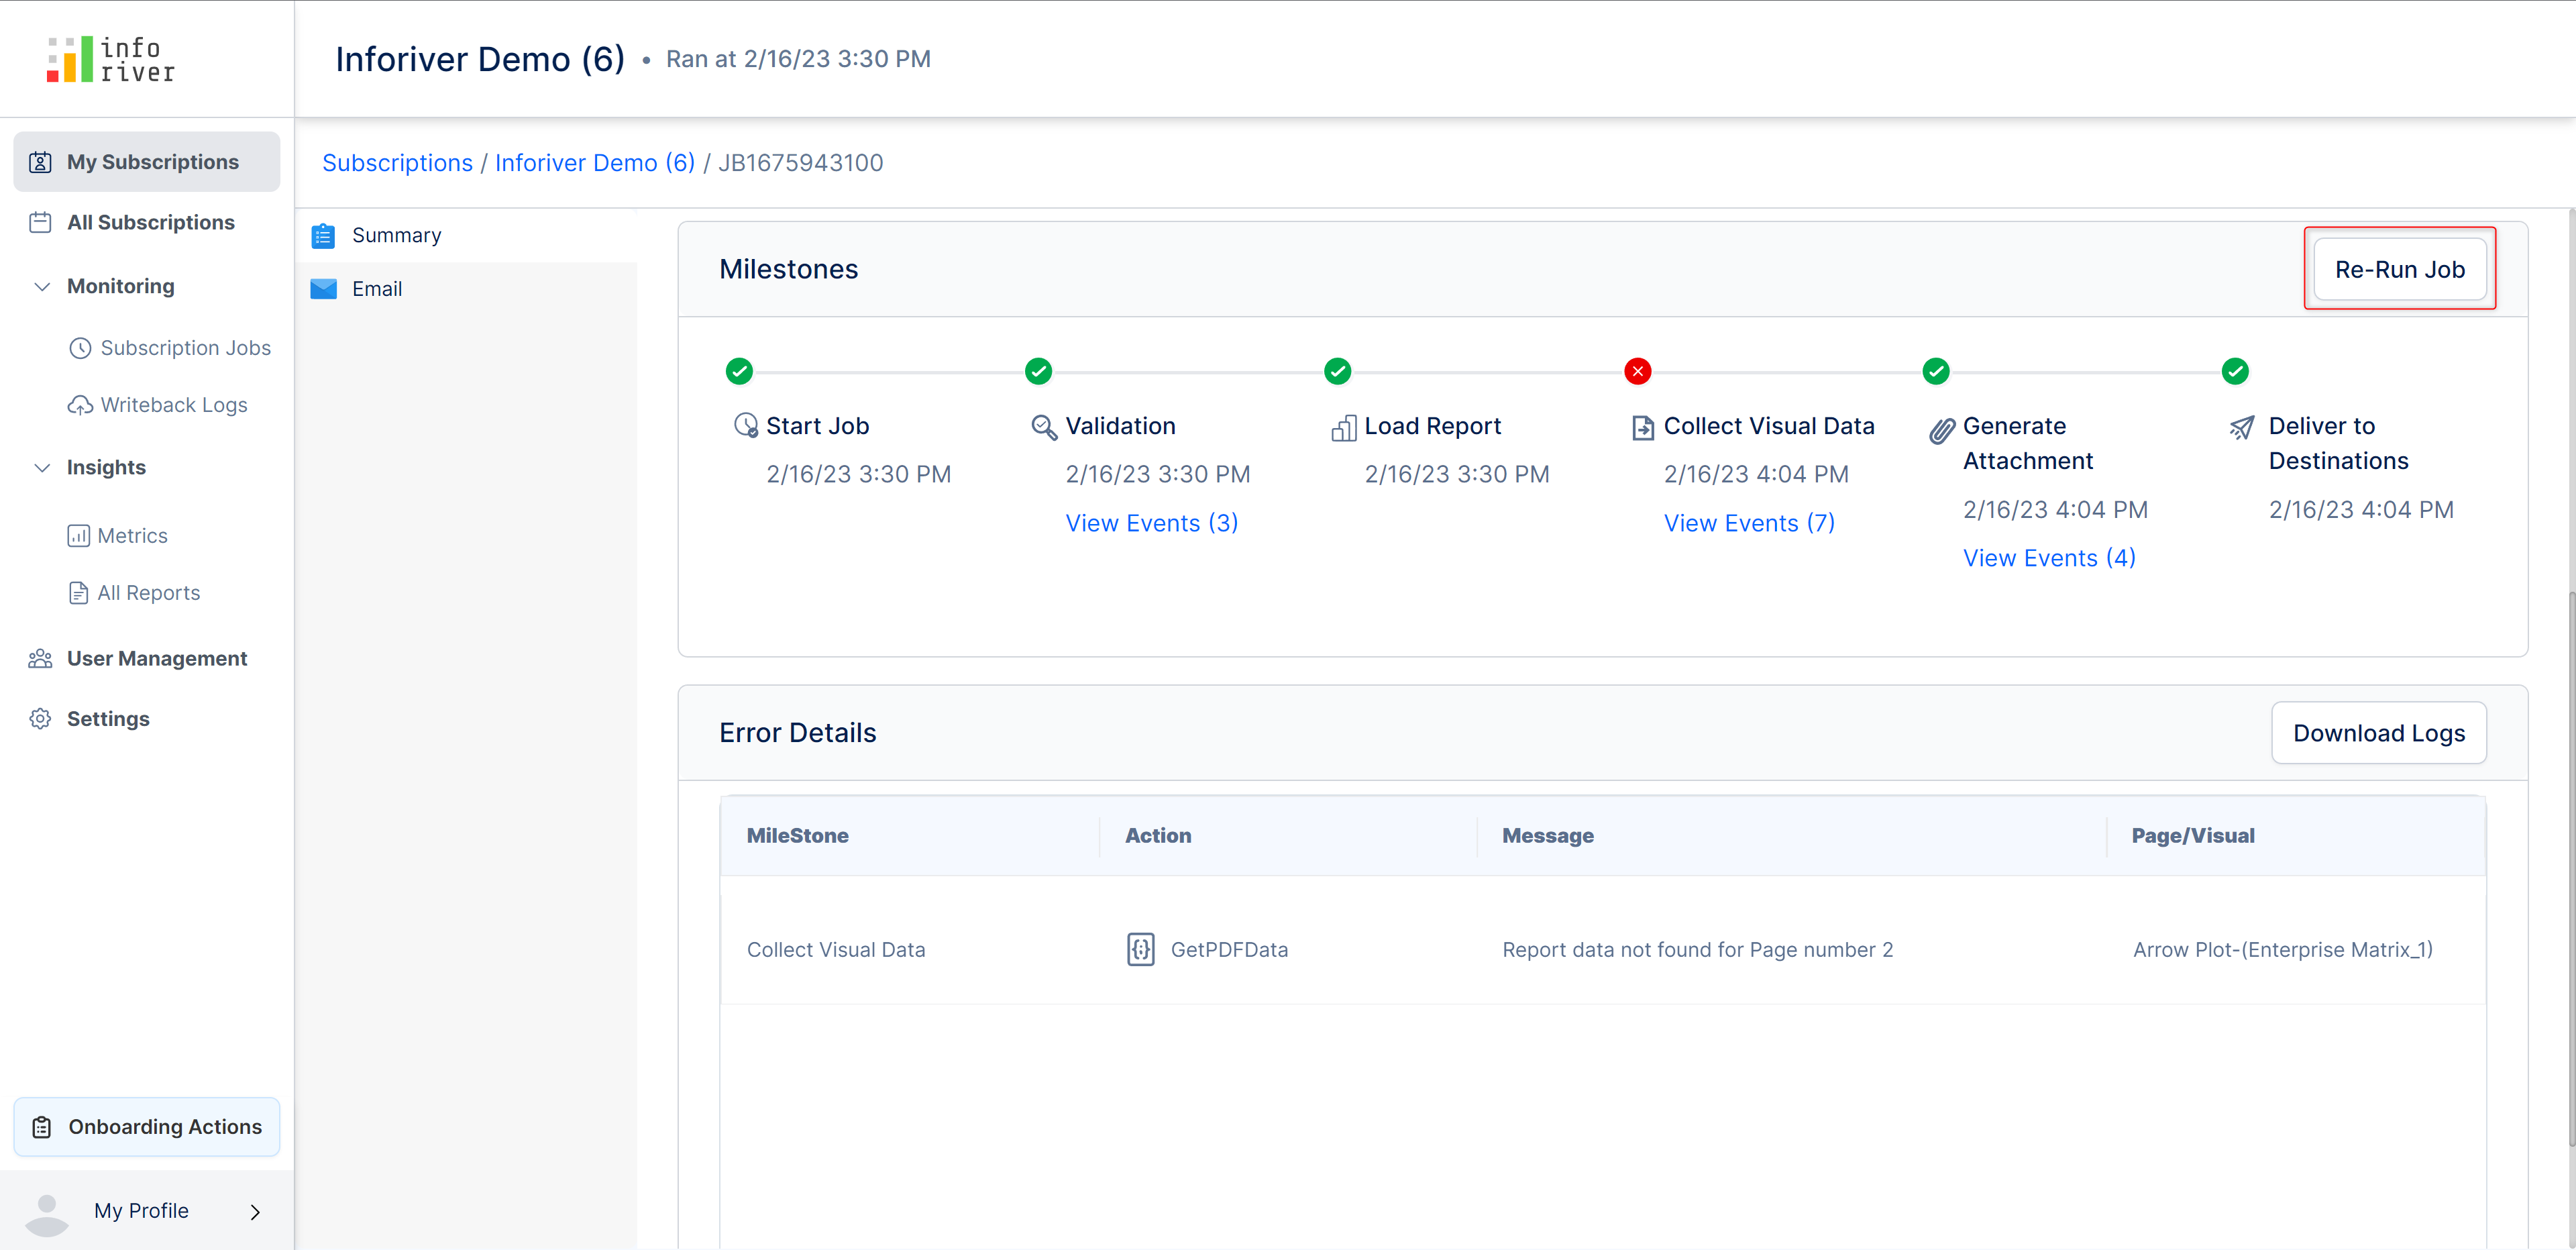 info
river
Inforiver Demo (6) • Ran at 2/16/23 3:30 PM
My Subscriptions
All Subscriptions
Monitoring
Subscription Jobs
Writeback Logs
Insights
Metrics
All Reports
User Management
Settings
Onboarding Actions
My Profile
Subscriptions / Inforiver Demo (6) / JB1675943100
Summary
Email
Milestones
Re-Run Job
Start Job
2/16/23 3:30 PM
Validation
2/16/23 3:30 PM
View Events (3)
Load Report
2/16/23 3:30 PM
Collect Visual Data
2/16/23 4:04 PM
View Events (7)
Generate
Attachment
2/16/23 4:04 PM
View Events (4)
Deliver to
Destinations
2/16/23 4:04 PM
Error Details
Download Logs
MileStone Action Message Page/Visual
Collect Visual Data GetPDFData Report data not found for Page number 2 Arrow Plot-(Enterprise Matrix_1)